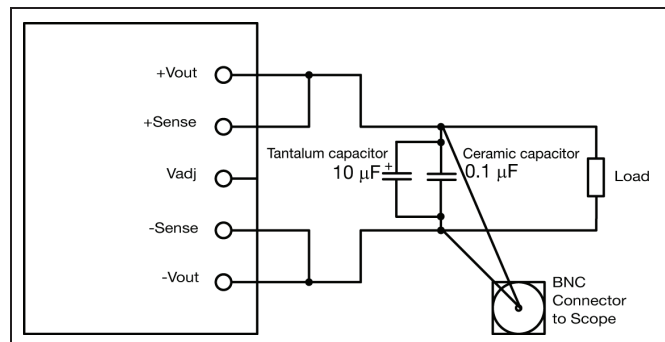 +Vout
+Sense
Vadj
-Sense
-Vout
Tantalum capacitor
10 µF
+
Ceramic capacitor
0.1 µF
Load
BNC
Connector
to Scope